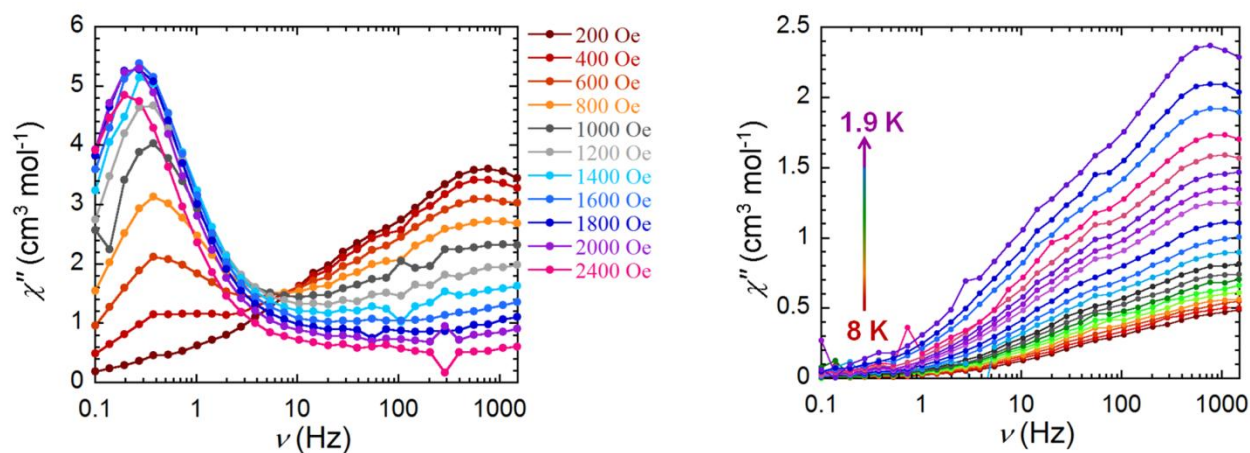 6
5
4
3
2
1
0
χ" (cm³ mol⁻¹)
0.1 1 10 100 1000
ν (Hz)
200 Oe
400 Oe
600 Oe
800 Oe
1000 Oe
1200 Oe
1400 Oe
1600 Oe
1800 Oe
2000 Oe
2400 Oe
2.5
2
1.5
1
0.5
0
χ" (cm³ mol⁻¹)
1.9 K
8 K
0.1 1 10 100 1000
ν (Hz)